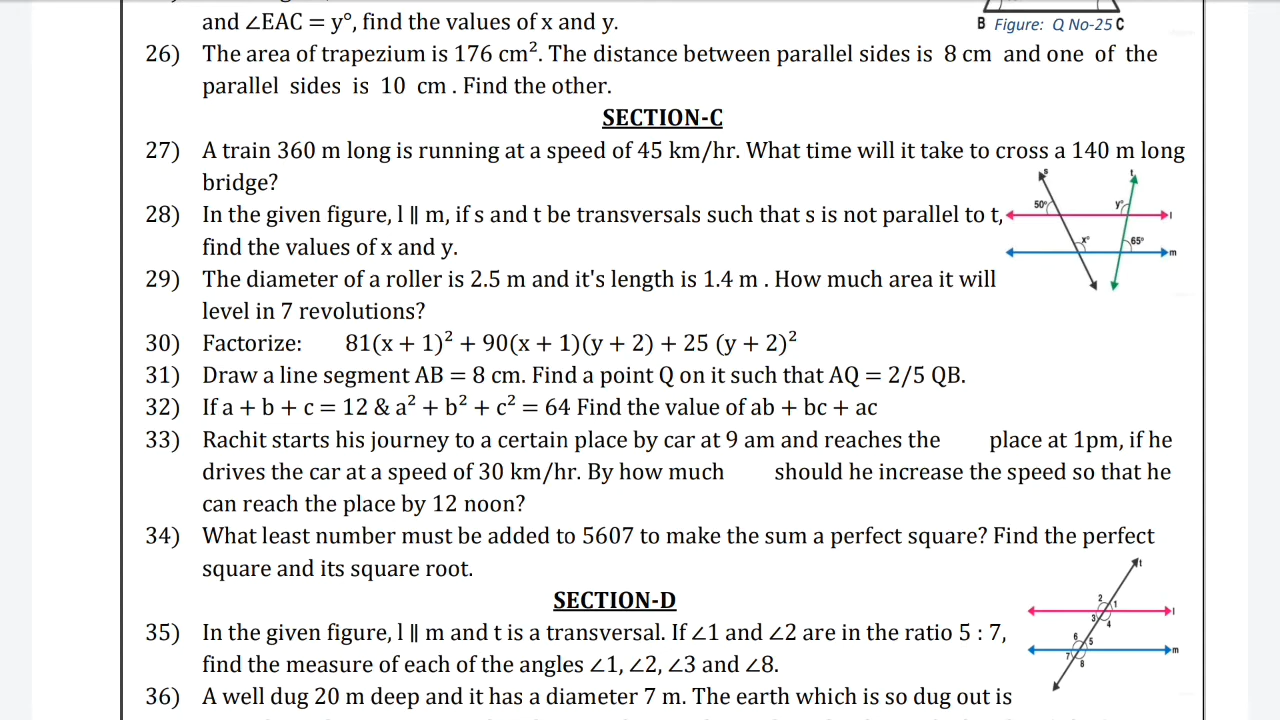 and ∠EAC = y°, find the values of x and y.
B Figure: Q No-25 C
26) The area of trapezium is 176 cm². The distance between parallel sides is 8 cm and one of the
parallel sides is 10 cm . Find the other.
SECTION-C
27) A train 360 m long is running at a speed of 45 km/hr. What time will it take to cross a 140 m long
bridge?
s t
28) In the given figure, l ∥ m, if s and t be transversals such that s is not parallel to t,
50° y° l
find the values of x and y.
x° 65° m
29) The diameter of a roller is 2.5 m and it's length is 1.4 m . How much area it will
level in 7 revolutions?
30) Factorize: 81(x + 1)² + 90(x + 1)(y + 2) + 25 (y + 2)²
31) Draw a line segment AB = 8 cm. Find a point Q on it such that AQ = 2/5 QB.
32) If a + b + c = 12 & a² + b² + c² = 64 Find the value of ab + bc + ac
33) Rachit starts his journey to a certain place by car at 9 am and reaches the place at 1pm, if he
drives the car at a speed of 30 km/hr. By how much should he increase the speed so that he
can reach the place by 12 noon?
34) What least number must be added to 5607 to make the sum a perfect square? Find the perfect
square and its square root.
t
SECTION-D
2 1 l
3 4
35) In the given figure, l ∥ m and t is a transversal. If ∠1 and ∠2 are in the ratio 5 : 7,
6 5 m
7 8
find the measure of each of the angles ∠1, ∠2, ∠3 and ∠8.
36) A well dug 20 m deep and it has a diameter 7 m. The earth which is so dug out is